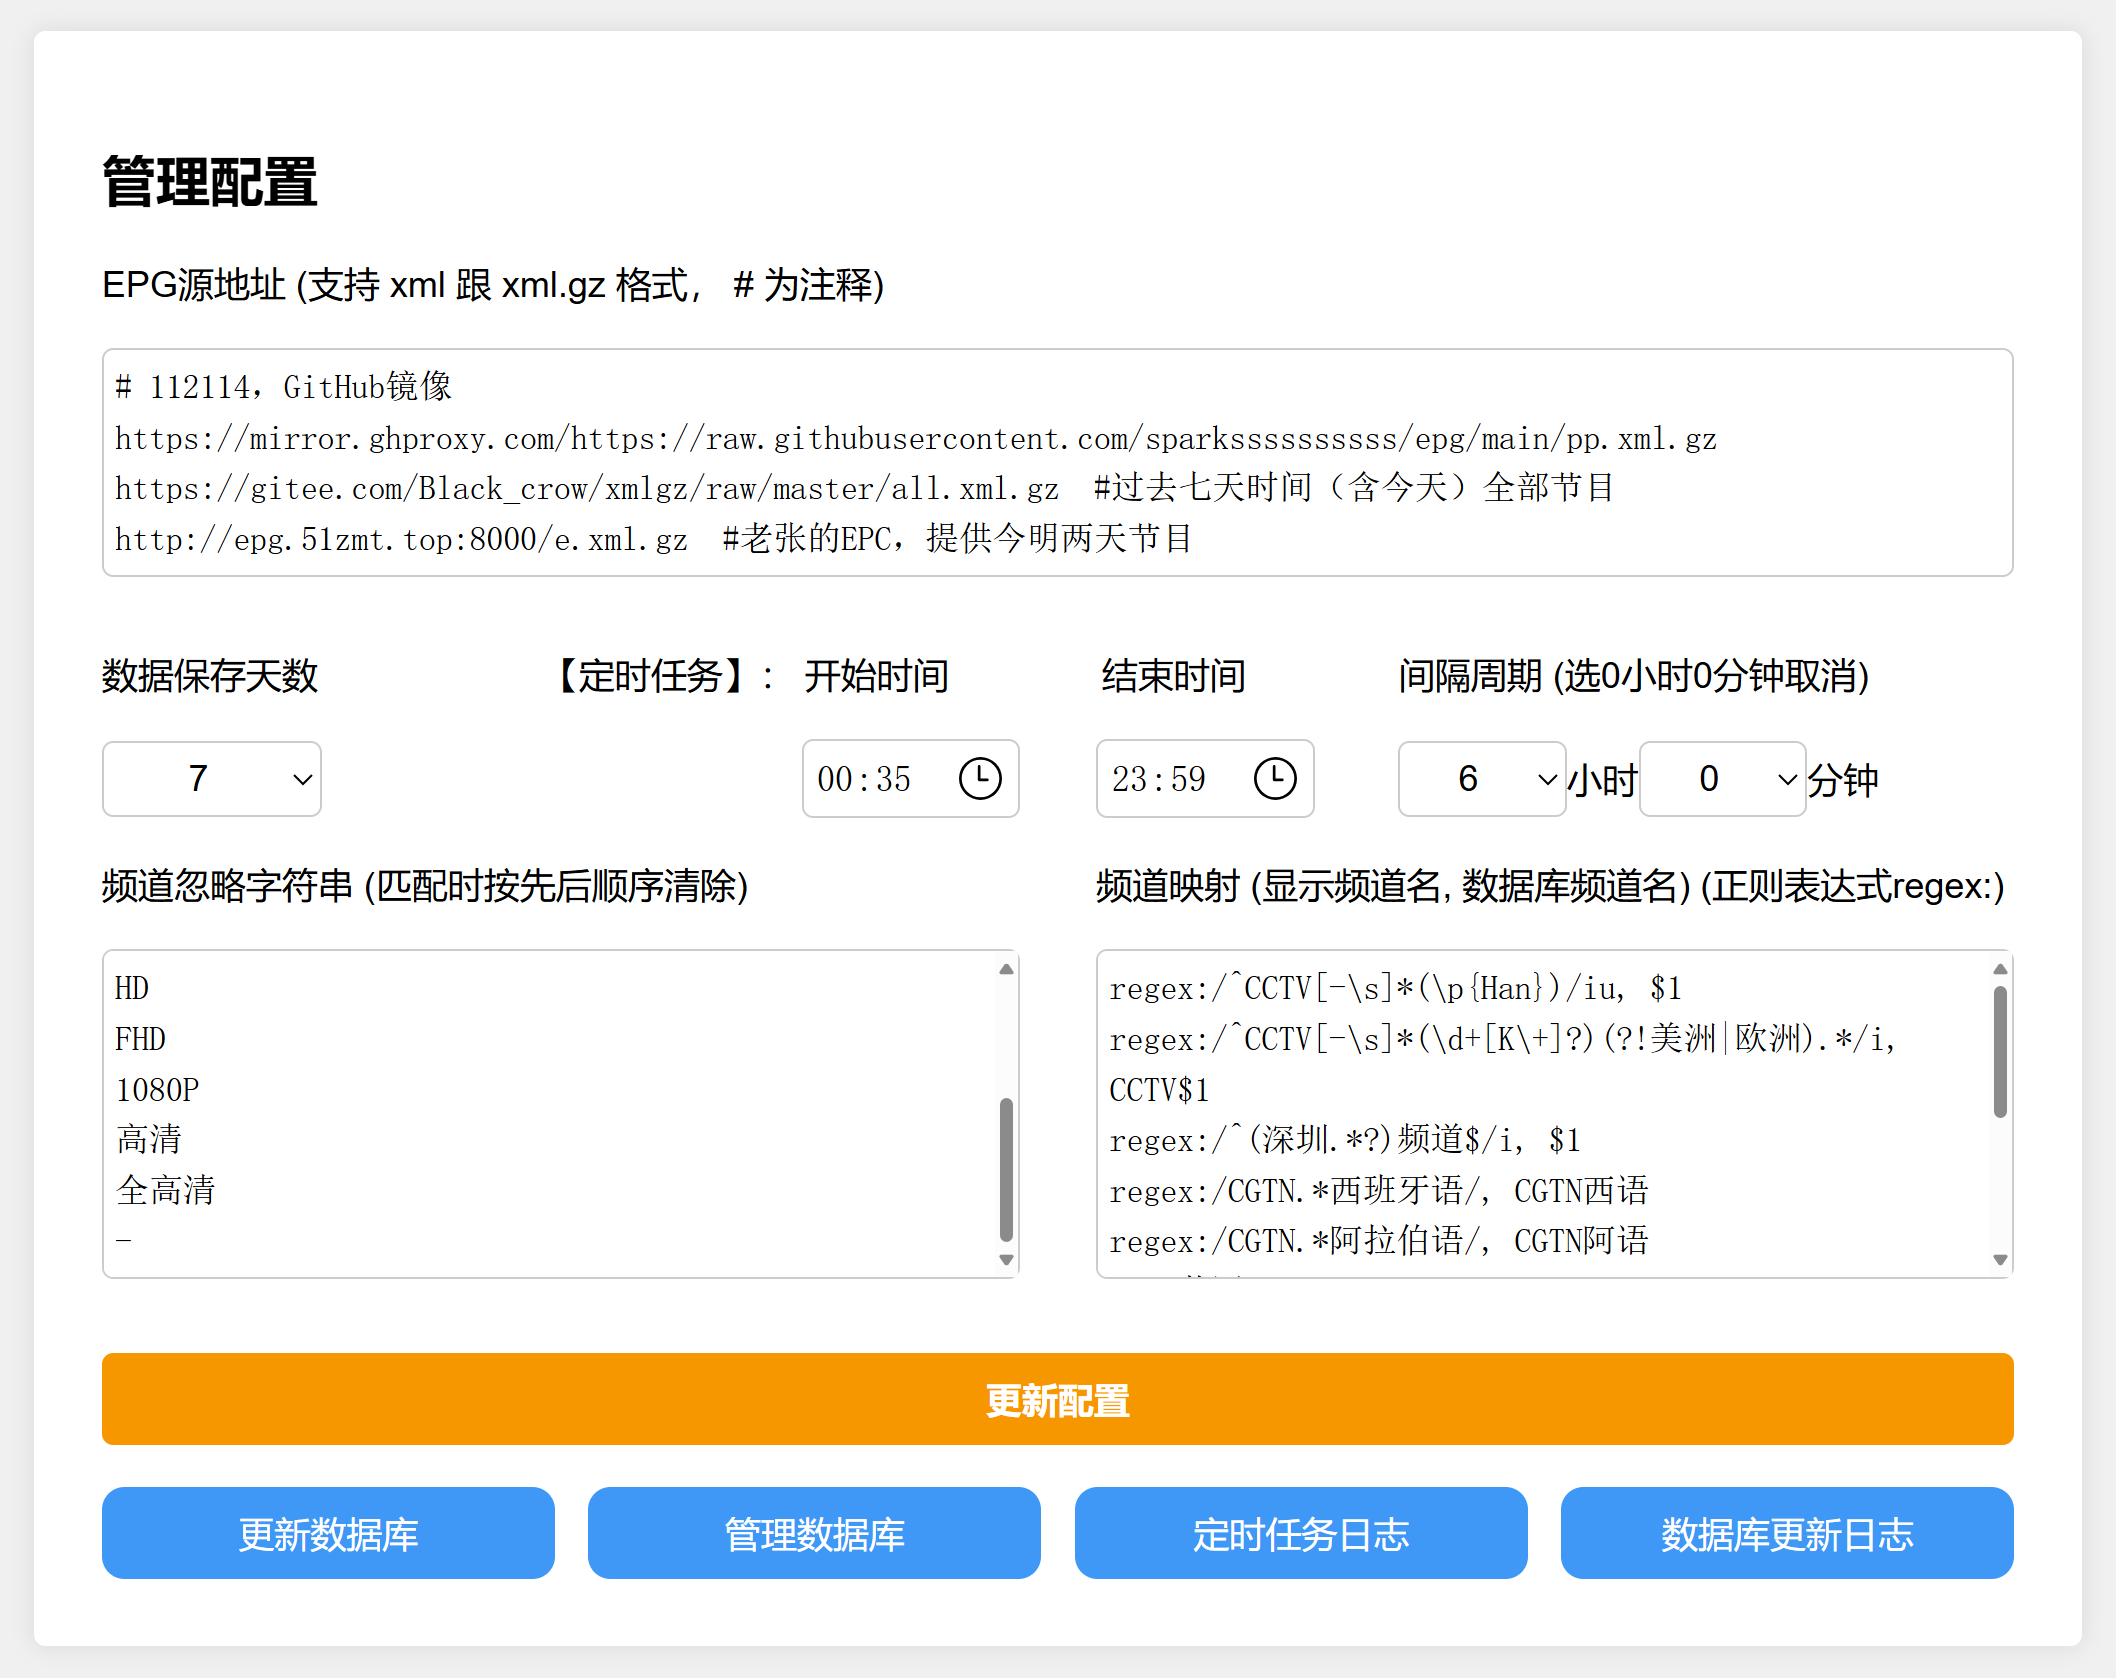 管理配置
EPG源地址 (支持 xml 跟 xml.gz 格式， # 为注释)
# 112114，GitHub镜像
https://mirror.ghproxy.com/https://raw.githubusercontent.com/sparkssssssssss/epg/main/pp.xml.gz
https://gitee.com/Black_crow/xmlgz/raw/master/all.xml.gz  #过去七天时间（含今天）全部节目
http://epg.51zmt.top:8000/e.xml.gz  #老张的EPC，提供今明两天节目
数据保存天数 【定时任务】： 开始时间 结束时间 间隔周期 (选0小时0分钟取消)
7 00:35 23:59 6 小时 0 分钟
频道忽略字符串 (匹配时按先后顺序清除) 频道映射 (显示频道名, 数据库频道名) (正则表达式regex:)
HD
FHD
1080P
高清
全高清
-
regex:/^CCTV[-\s]*(\p{Han})/iu, $1
regex:/^CCTV[-\s]*(\d+[K\+]?)(?!美洲|欧洲).*/i,
CCTV$1
regex:/^(深圳.*?)频道$/i, $1
regex:/CGTN.*西班牙语/, CGTN西语
regex:/CGTN.*阿拉伯语/, CGTN阿语
更新配置
更新数据库 管理数据库 定时任务日志 数据库更新日志